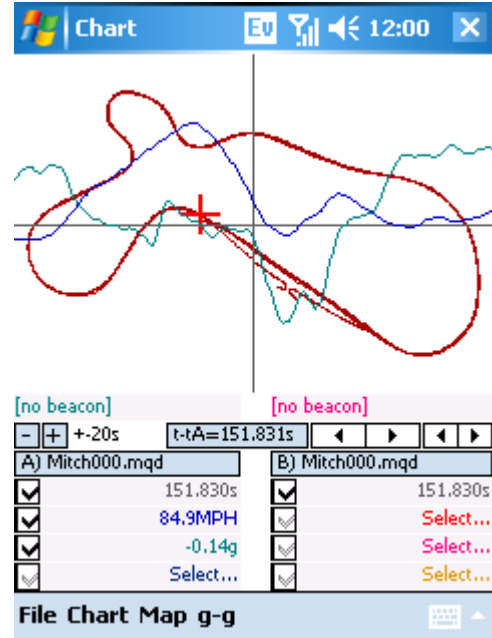 Chart Ev 12:00
[no beacon] [no beacon]
- + +-20s t-tA=151.831s
A) Mitch000.mqd B) Mitch000.mqd
151.830s 151.830s
84.9MPH Select...
-0.14g Select...
Select... Select...
File Chart Map g-g